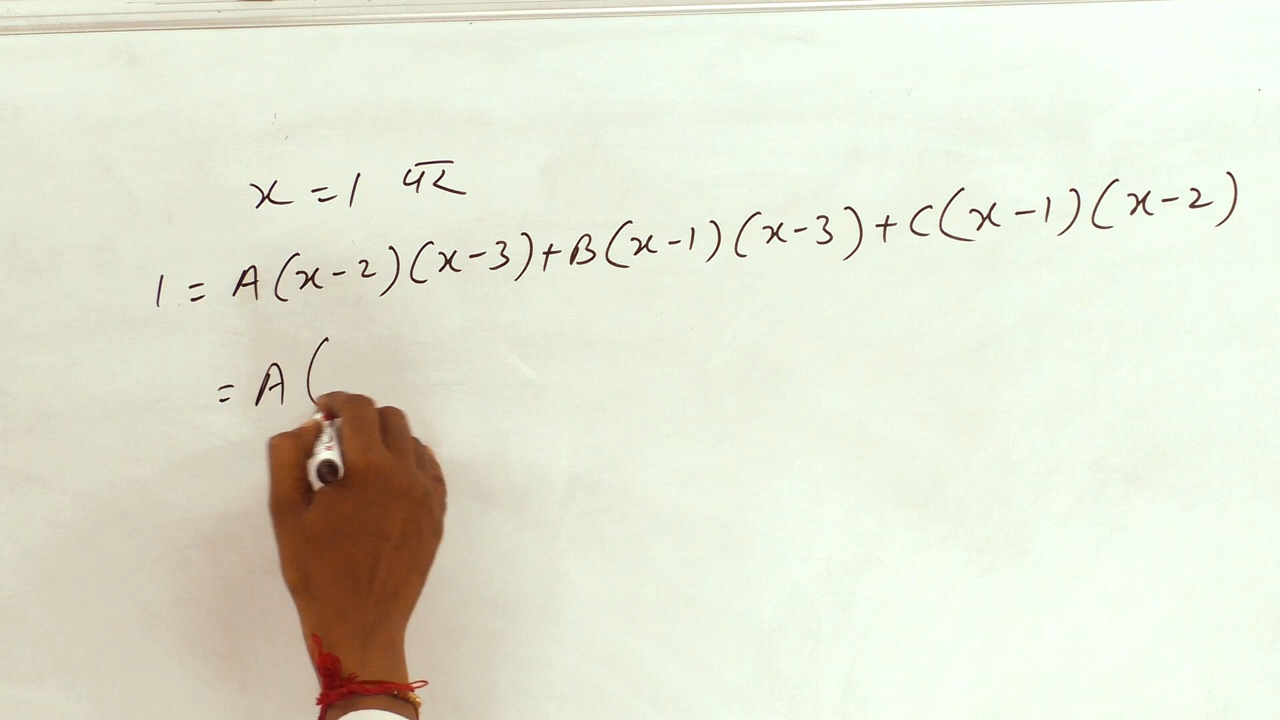 x = 1 पर
1 = A(x-2)(x-3)+B(x-1)(x-3)+C(x-1)(x-2)
= A(